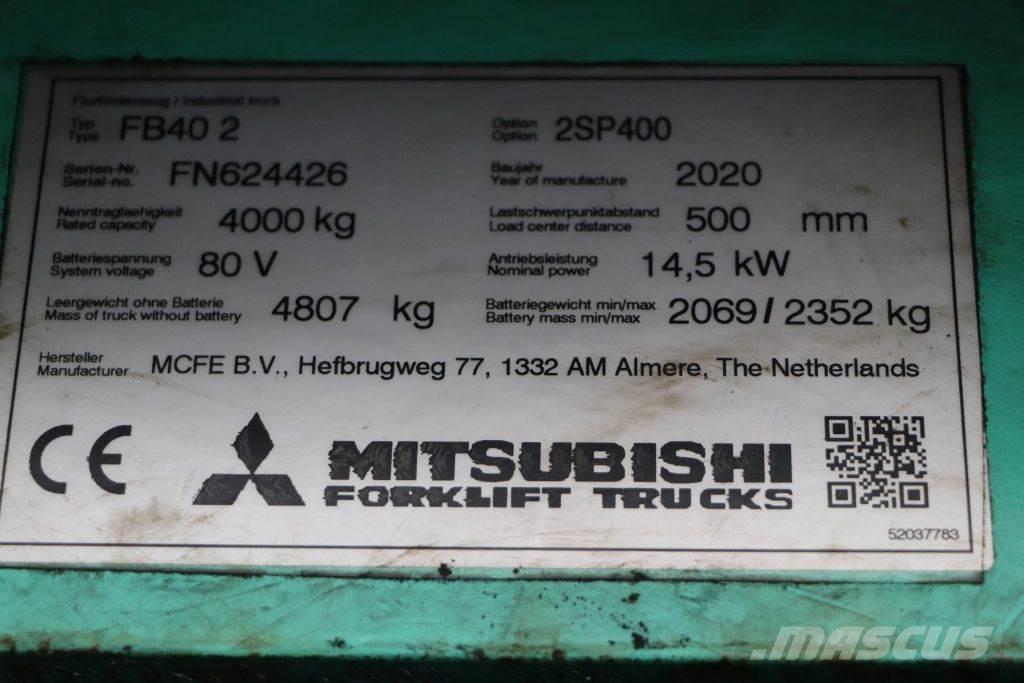 Flurförderzeug / Industrial truck
Typ
Type FB40 2
Option
Option 2SP400
Serien-Nr.
Serial-no. FN624426
Baujahr
Year of manufacture 2020
Nenntragfaehigkeit
Rated capacity 4000 kg
Lastschwerpunktabstand
Load center distance 500 mm
Batteriespannung
System voltage 80 V
Antriebsleistung
Nominal power 14,5 kW
Leergewicht ohne Batterie
Mass of truck without battery 4807 kg
Batteriegewicht min/max
Battery mass min/max 2069 / 2352 kg
Hersteller
Manufacturer MCFE B.V., Hefbrugweg 77, 1332 AM Almere, The Netherlands
CE
MITSUBISHI
FORKLIFT TRUCKS
52037783
MASCUS